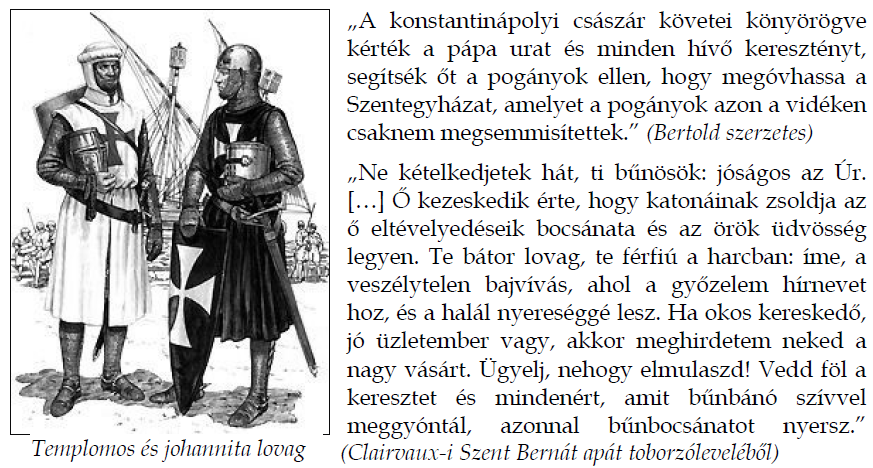 „A konstantinápolyi császár követei könyörögve
kérték a pápa urat és minden hívő keresztényt,
segítsék őt a pogányok ellen, hogy megóvhassa a
Szentegyházat, amelyet a pogányok azon a vidéken
csaknem megsemmisítettek.” (Bertold szerzetes)
„Ne kételkedjetek hát, ti bűnösök: jóságos az Úr.
[…] Ő kezeskedik érte, hogy katonáinak zsoldja az
ő eltévelyedéseik bocsánata és az örök üdvösség
legyen. Te bátor lovag, te férfiú a harcban: íme, a
veszélytelen bajvívás, ahol a győzelem hírnevet
hoz, és a halál nyereséggé lesz. Ha okos kereskedő,
jó üzletember vagy, akkor meghirdetem neked a
nagy vásárt. Ügyelj, nehogy elmulaszd! Vedd föl a
keresztet és mindenért, amit bűnbánó szívvel
meggyóntál, azonnal bűnbocsánatot nyersz.”
(Clairvaux-i Szent Bernát apát toborzóleveléből)
Templomos és johannita lovag